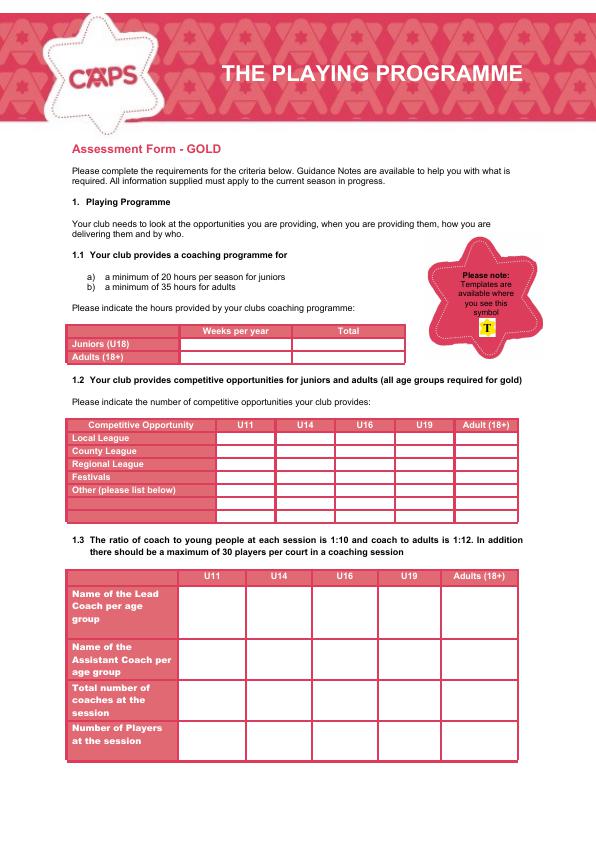 CAPS
THE PLAYING PROGRAMME
Assessment Form - GOLD
Please complete the requirements for the criteria below. Guidance Notes are available to help you with what is
required. All information supplied must apply to the current season in progress.
1. Playing Programme
Your club needs to look at the opportunities you are providing, when you are providing them, how you are
delivering them and by who.
1.1 Your club provides a coaching programme for
a) a minimum of 20 hours per season for juniors
b) a minimum of 35 hours for adults
Please note:
Templates are
available where
you see this
symbol
T
Please indicate the hours provided by your clubs coaching programme:
Weeks per year Total
Juniors (U18)
Adults (18+)
1.2 Your club provides competitive opportunities for juniors and adults (all age groups required for gold)
Please indicate the number of competitive opportunities your club provides:
Competitive Opportunity U11 U14 U16 U19 Adult (18+)
Local League
County League
Regional League
Festivals
Other (please list below)
1.3 The ratio of coach to young people at each session is 1:10 and coach to adults is 1:12. In addition
there should be a maximum of 30 players per court in a coaching session
U11 U14 U16 U19 Adults (18+)
Name of the Lead
Coach per age
group
Name of the
Assistant Coach per
age group
Total number of
coaches at the
session
Number of Players
at the session